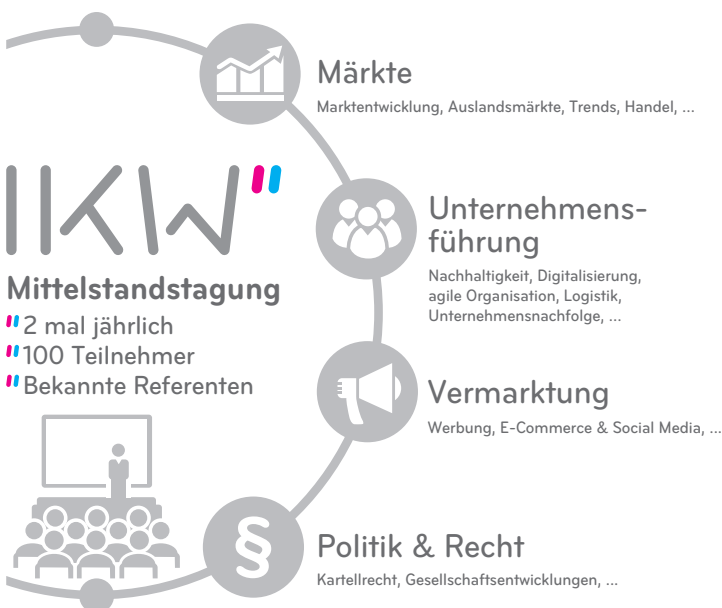 IKW
Mittelstandstagung
2 mal jährlich
100 Teilnehmer
Bekannte Referenten
Märkte
Marktentwicklung, Auslandsmärkte, Trends, Handel, ...
Unternehmens-
führung
Nachhaltigkeit, Digitalisierung,
agile Organisation, Logistik,
Unternehmensnachfolge, ...
Vermarktung
Werbung, E-Commerce & Social Media, ...
§
Politik & Recht
Kartellrecht, Gesellschaftsentwicklungen, ...